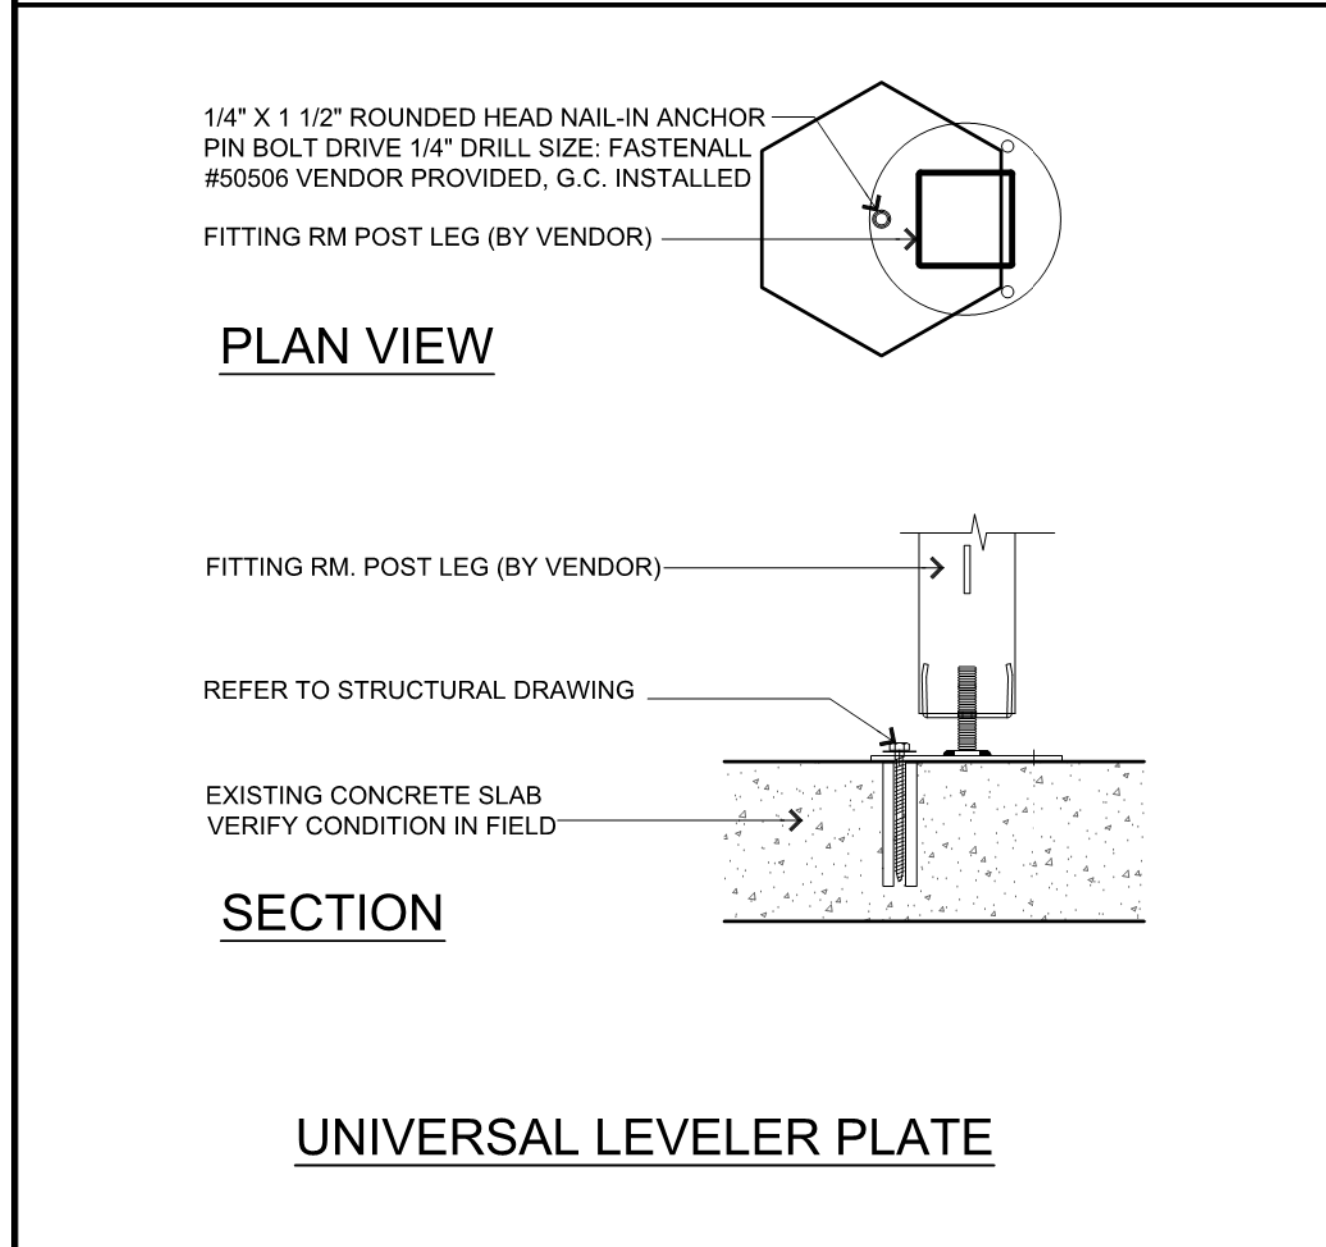 1/4" X 1 1/2" ROUNDED HEAD NAIL-IN ANCHOR
PIN BOLT DRIVE 1/4" DRILL SIZE: FASTENALL
#50506 VENDOR PROVIDED, G.C. INSTALLED
FITTING RM POST LEG (BY VENDOR)
PLAN VIEW
FITTING RM. POST LEG (BY VENDOR)
REFER TO STRUCTURAL DRAWING
EXISTING CONCRETE SLAB
VERIFY CONDITION IN FIELD
SECTION
UNIVERSAL LEVELER PLATE